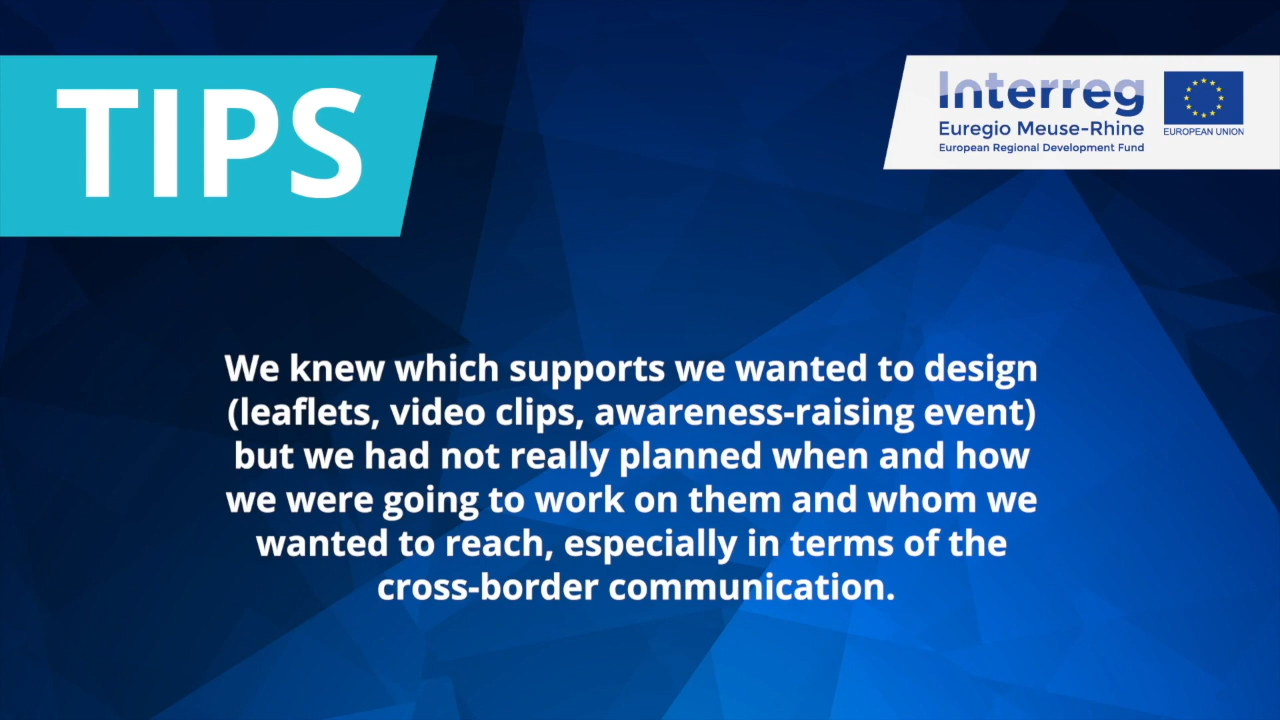 TIPS
Interreg
Euregio Meuse-Rhine
European Regional Development Fund
EUROPEAN UNION
We knew which supports we wanted to design
(leaflets, video clips, awareness-raising event)
but we had not really planned when and how
we were going to work on them and whom we
wanted to reach, especially in terms of the
cross-border communication.